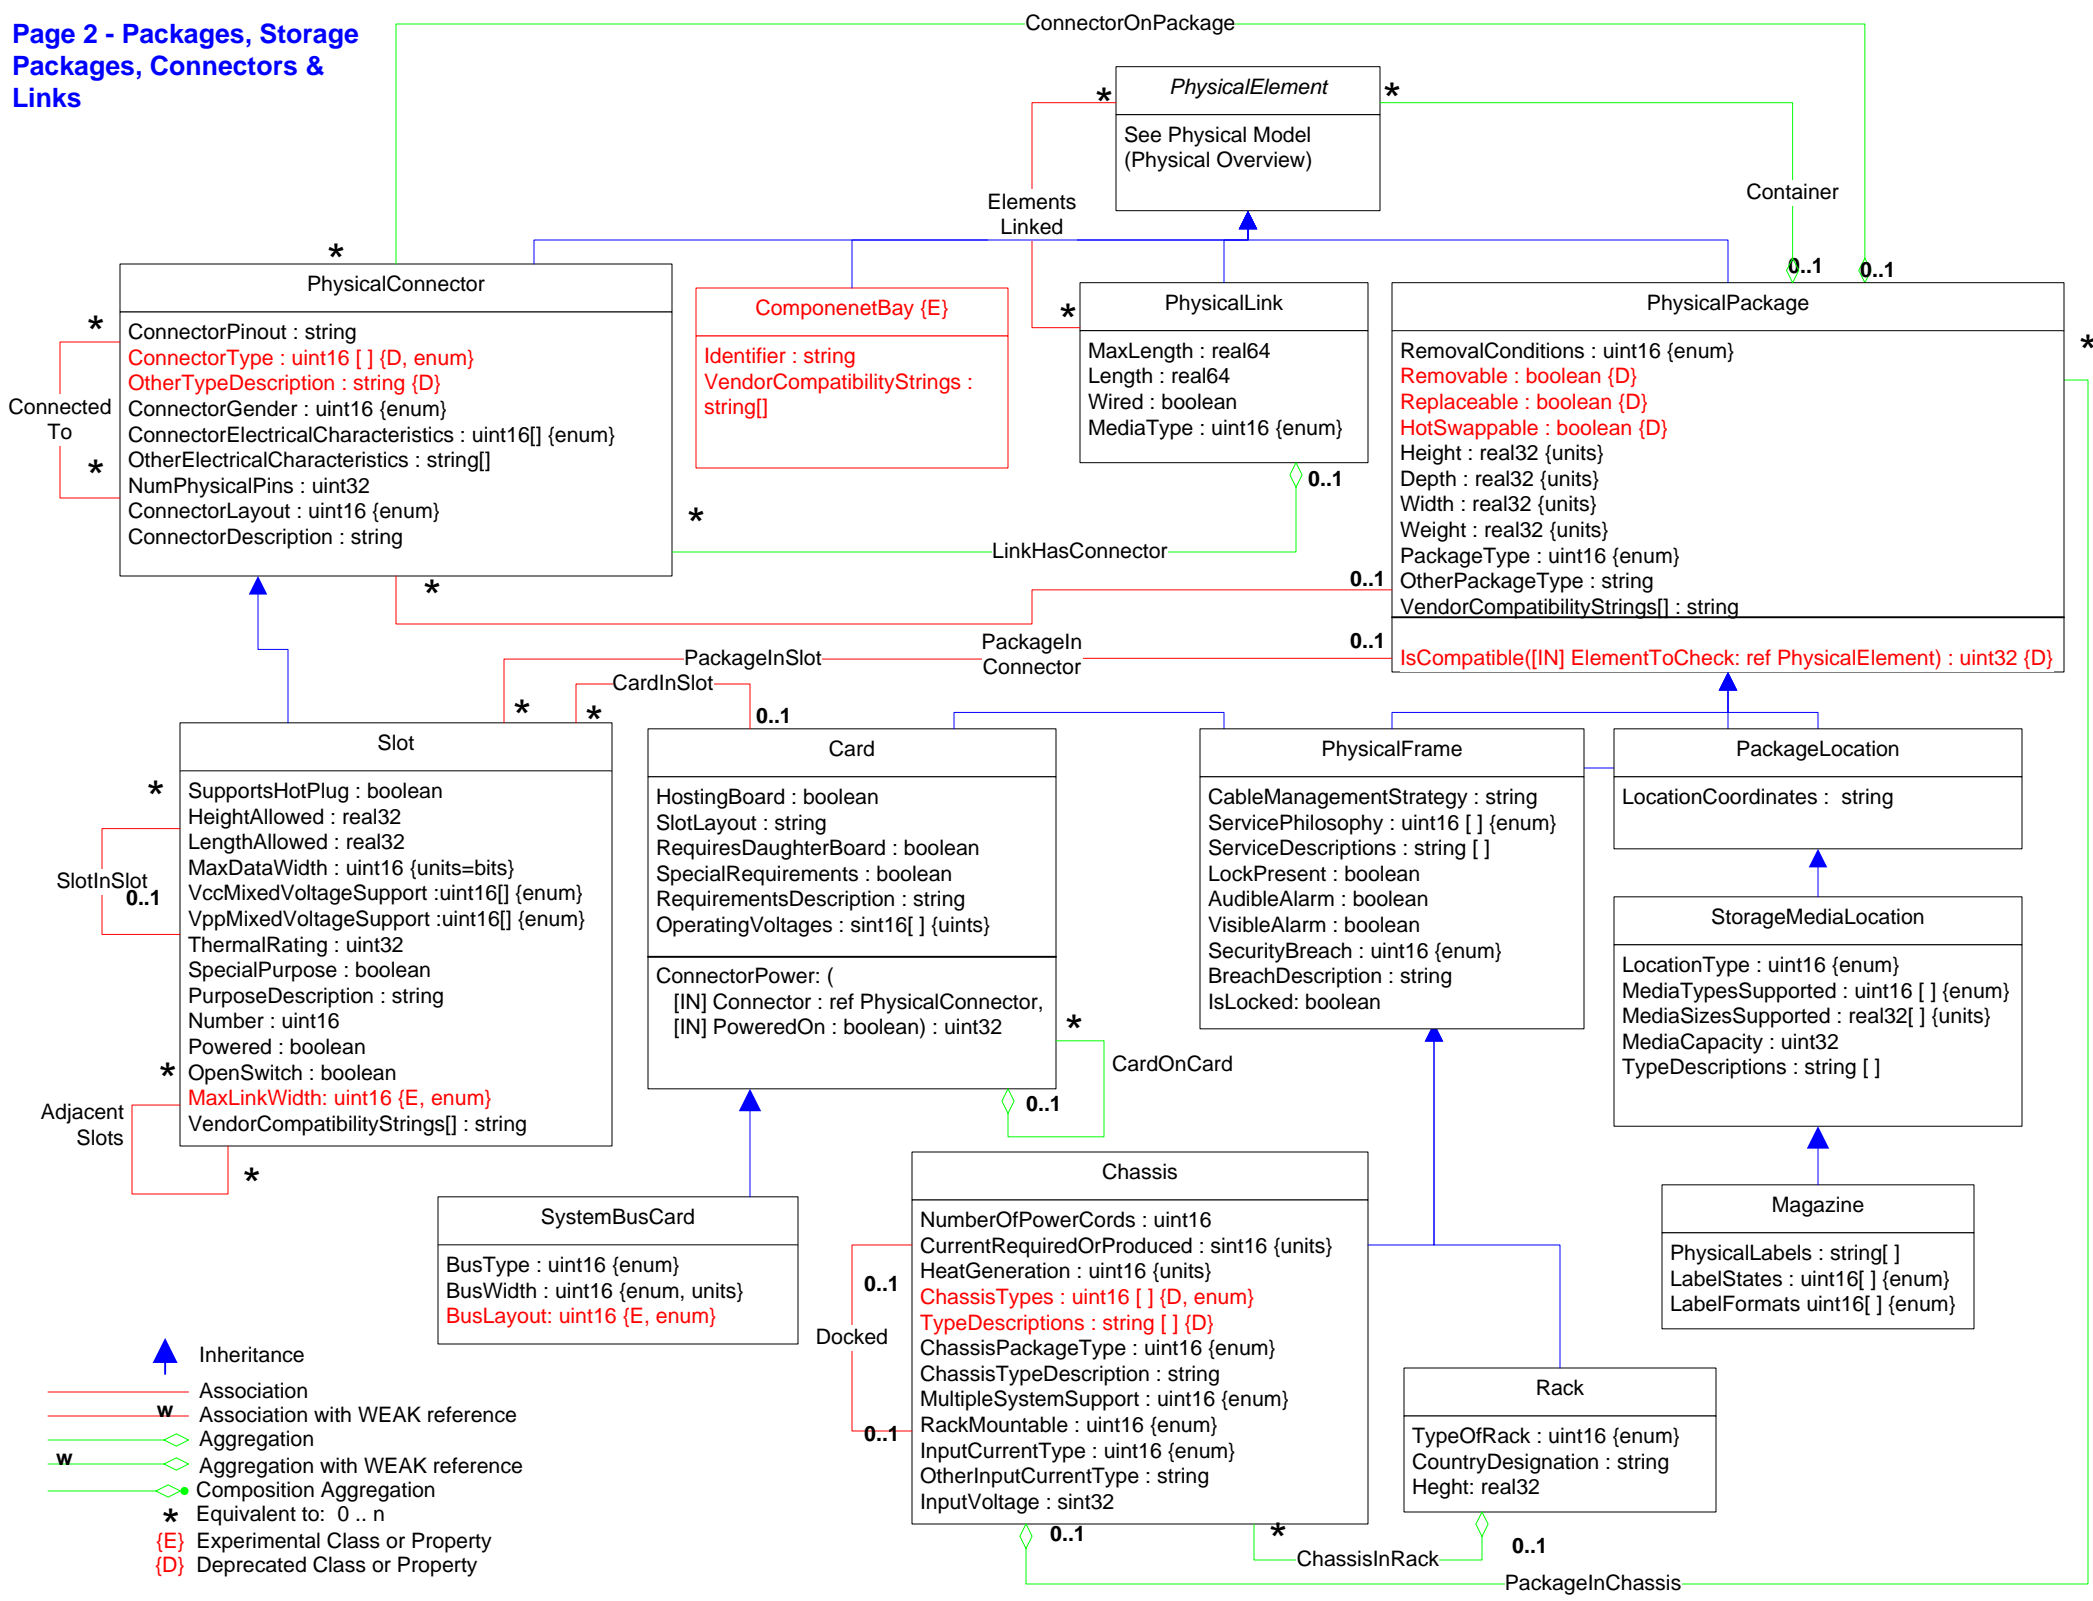 Page 2 - Packages, Storage
Packages, Connectors &
Links
ConnectorOnPackage
*
PhysicalElement
*
See Physical Model
(Physical Overview)
Elements
Linked
Container
*
0..1
0..1
PhysicalConnector
ConnectorPinout : string
ConnectorType : uint16 [ ] {D, enum}
OtherTypeDescription : string {D}
ConnectorGender : uint16 {enum}
ConnectorElectricalCharacteristics : uint16[] {enum}
OtherElectricalCharacteristics : string[]
NumPhysicalPins : uint32
ConnectorLayout : uint16 {enum}
ConnectorDescription : string
*
Connected
To
*
ComponenetBay {E}
Identifier : string
VendorCompatibilityStrings :
string[]
*
PhysicalLink
MaxLength : real64
Length : real64
Wired : boolean
MediaType : uint16 {enum}
0..1
*
LinkHasConnector
PhysicalPackage
RemovalConditions : uint16 {enum}
Removable : boolean {D}
Replaceable : boolean {D}
HotSwappable : boolean {D}
Height : real32 {units}
Depth : real32 {units}
Width : real32 {units}
Weight : real32 {units}
PackageType : uint16 {enum}
OtherPackageType : string
VendorCompatibilityStrings[] : string
IsCompatible([IN] ElementToCheck: ref PhysicalElement) : uint32 {D}
*
*
0..1
PackageIn
Connector
0..1
PackageInSlot
*
CardInSlot
*
0..1
Slot
SupportsHotPlug : boolean
HeightAllowed : real32
LengthAllowed : real32
MaxDataWidth : uint16 {units=bits}
VccMixedVoltageSupport :uint16[] {enum}
VppMixedVoltageSupport :uint16[] {enum}
ThermalRating : uint32
SpecialPurpose : boolean
PurposeDescription : string
Number : uint16
Powered : boolean
OpenSwitch : boolean
MaxLinkWidth: uint16 {E, enum}
VendorCompatibilityStrings[] : string
*
SlotInSlot
0..1
*
Adjacent
Slots
*
Card
HostingBoard : boolean
SlotLayout : string
RequiresDaughterBoard : boolean
SpecialRequirements : boolean
RequirementsDescription : string
OperatingVoltages : sint16[ ] {uints}
ConnectorPower: (
[IN] Connector : ref PhysicalConnector,
[IN] PoweredOn : boolean) : uint32
*
CardOnCard
0..1
PhysicalFrame
CableManagementStrategy : string
ServicePhilosophy : uint16 [ ] {enum}
ServiceDescriptions : string [ ]
LockPresent : boolean
AudibleAlarm : boolean
VisibleAlarm : boolean
SecurityBreach : uint16 {enum}
BreachDescription : string
IsLocked: boolean
PackageLocation
LocationCoordinates :  string
StorageMediaLocation
LocationType : uint16 {enum}
MediaTypesSupported : uint16 [ ] {enum}
MediaSizesSupported : real32[ ] {units}
MediaCapacity : uint32
TypeDescriptions : string [ ]
Magazine
PhysicalLabels : string[ ]
LabelStates : uint16[ ] {enum}
LabelFormats uint16[ ] {enum}
SystemBusCard
BusType : uint16 {enum}
BusWidth : uint16 {enum, units}
BusLayout: uint16 {E, enum}
Chassis
NumberOfPowerCords : uint16
CurrentRequiredOrProduced : sint16 {units}
HeatGeneration : uint16 {units}
ChassisTypes : uint16 [ ] {D, enum}
TypeDescriptions : string [ ] {D}
ChassisPackageType : uint16 {enum}
ChassisTypeDescription : string
MultipleSystemSupport : uint16 {enum}
RackMountable : uint16 {enum}
InputCurrentType : uint16 {enum}
OtherInputCurrentType : string
InputVoltage : sint32
0..1
Docked
0..1
Rack
TypeOfRack : uint16 {enum}
CountryDesignation : string
Heght: real32
0..1
*
ChassisInRack
0..1
PackageInChassis
Inheritance
Association
w Association with WEAK reference
Aggregation
w Aggregation with WEAK reference
Composition Aggregation
* Equivalent to:  0 .. n
{E} Experimental Class or Property
{D} Deprecated Class or Property